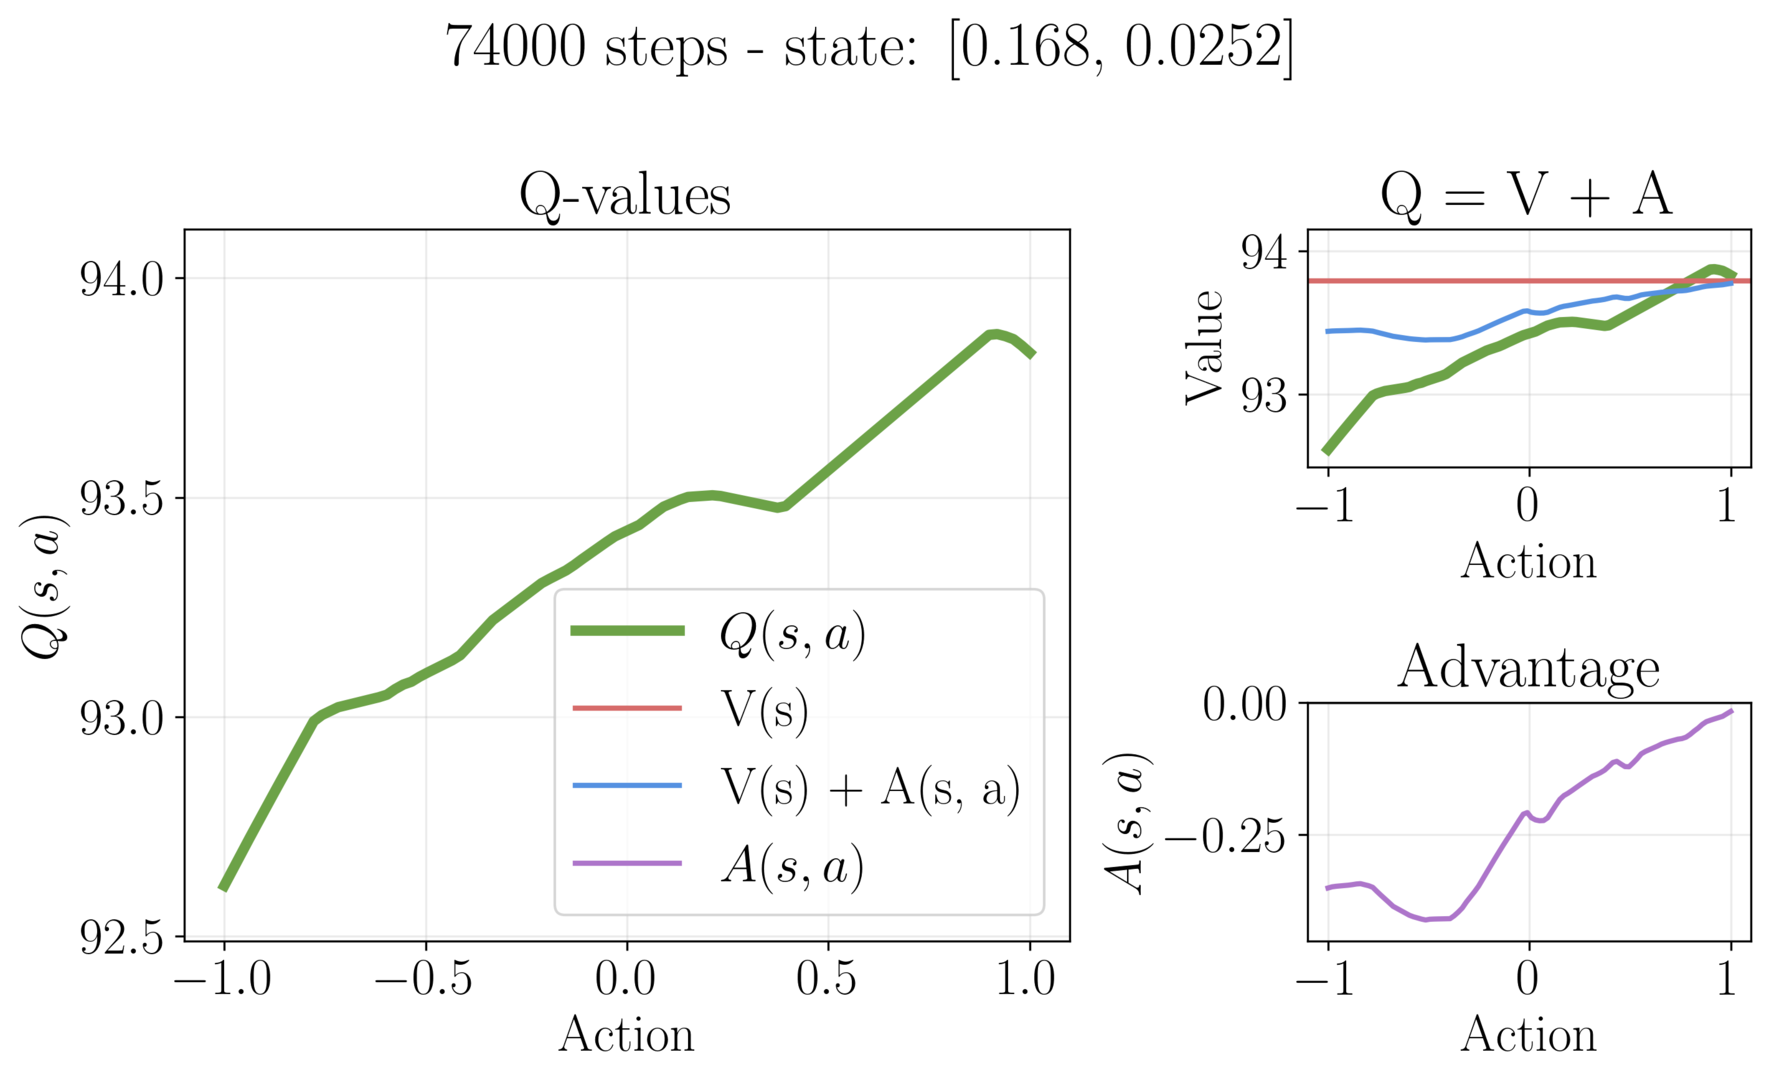 74000 steps - state: [0.168, 0.0252]
Q-values
94.0
93.5
93.0
92.5
Q(s, a)
−1.0 −0.5 0.0 0.5 1.0
Action
Q(s, a)
V(s)
V(s) + A(s, a)
A(s, a)
Q = V + A
94
93
Value
−1 0 1
Action
Advantage
0.00
−0.25
A(s, a)
−1 0 1
Action